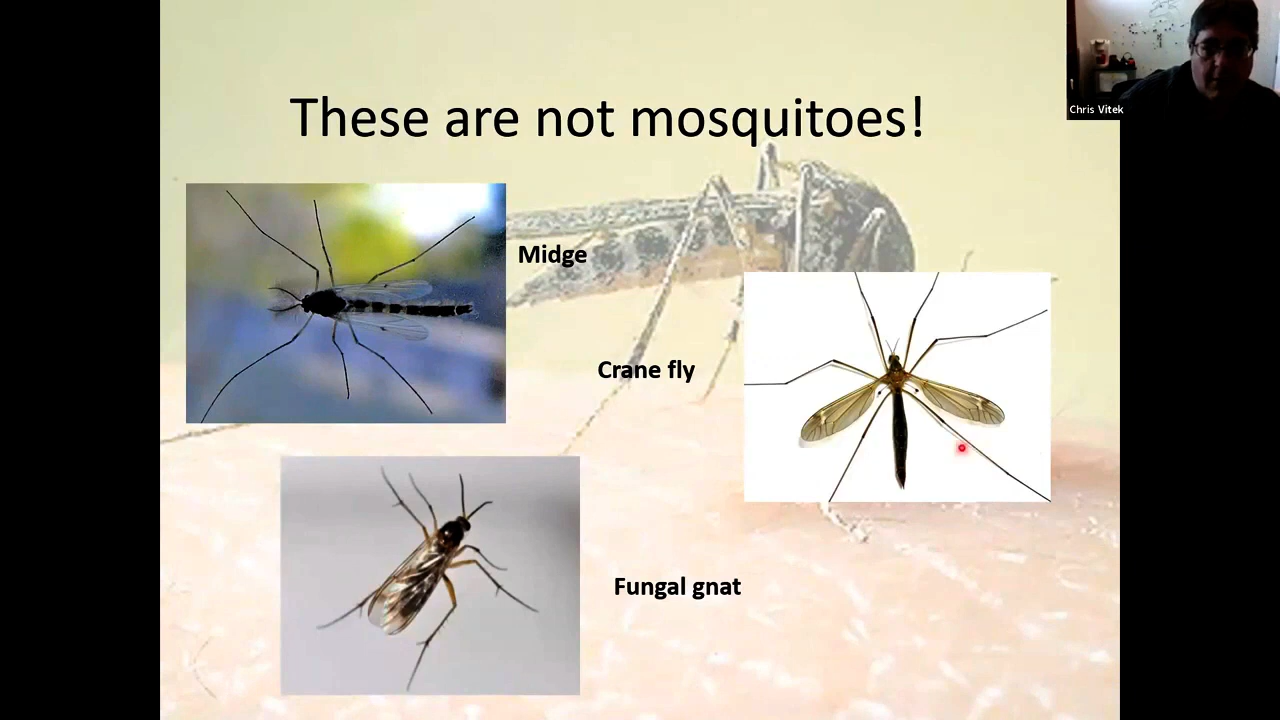 These are not mosquitoes!
Chris Vitek
Midge
Crane fly
Fungal gnat